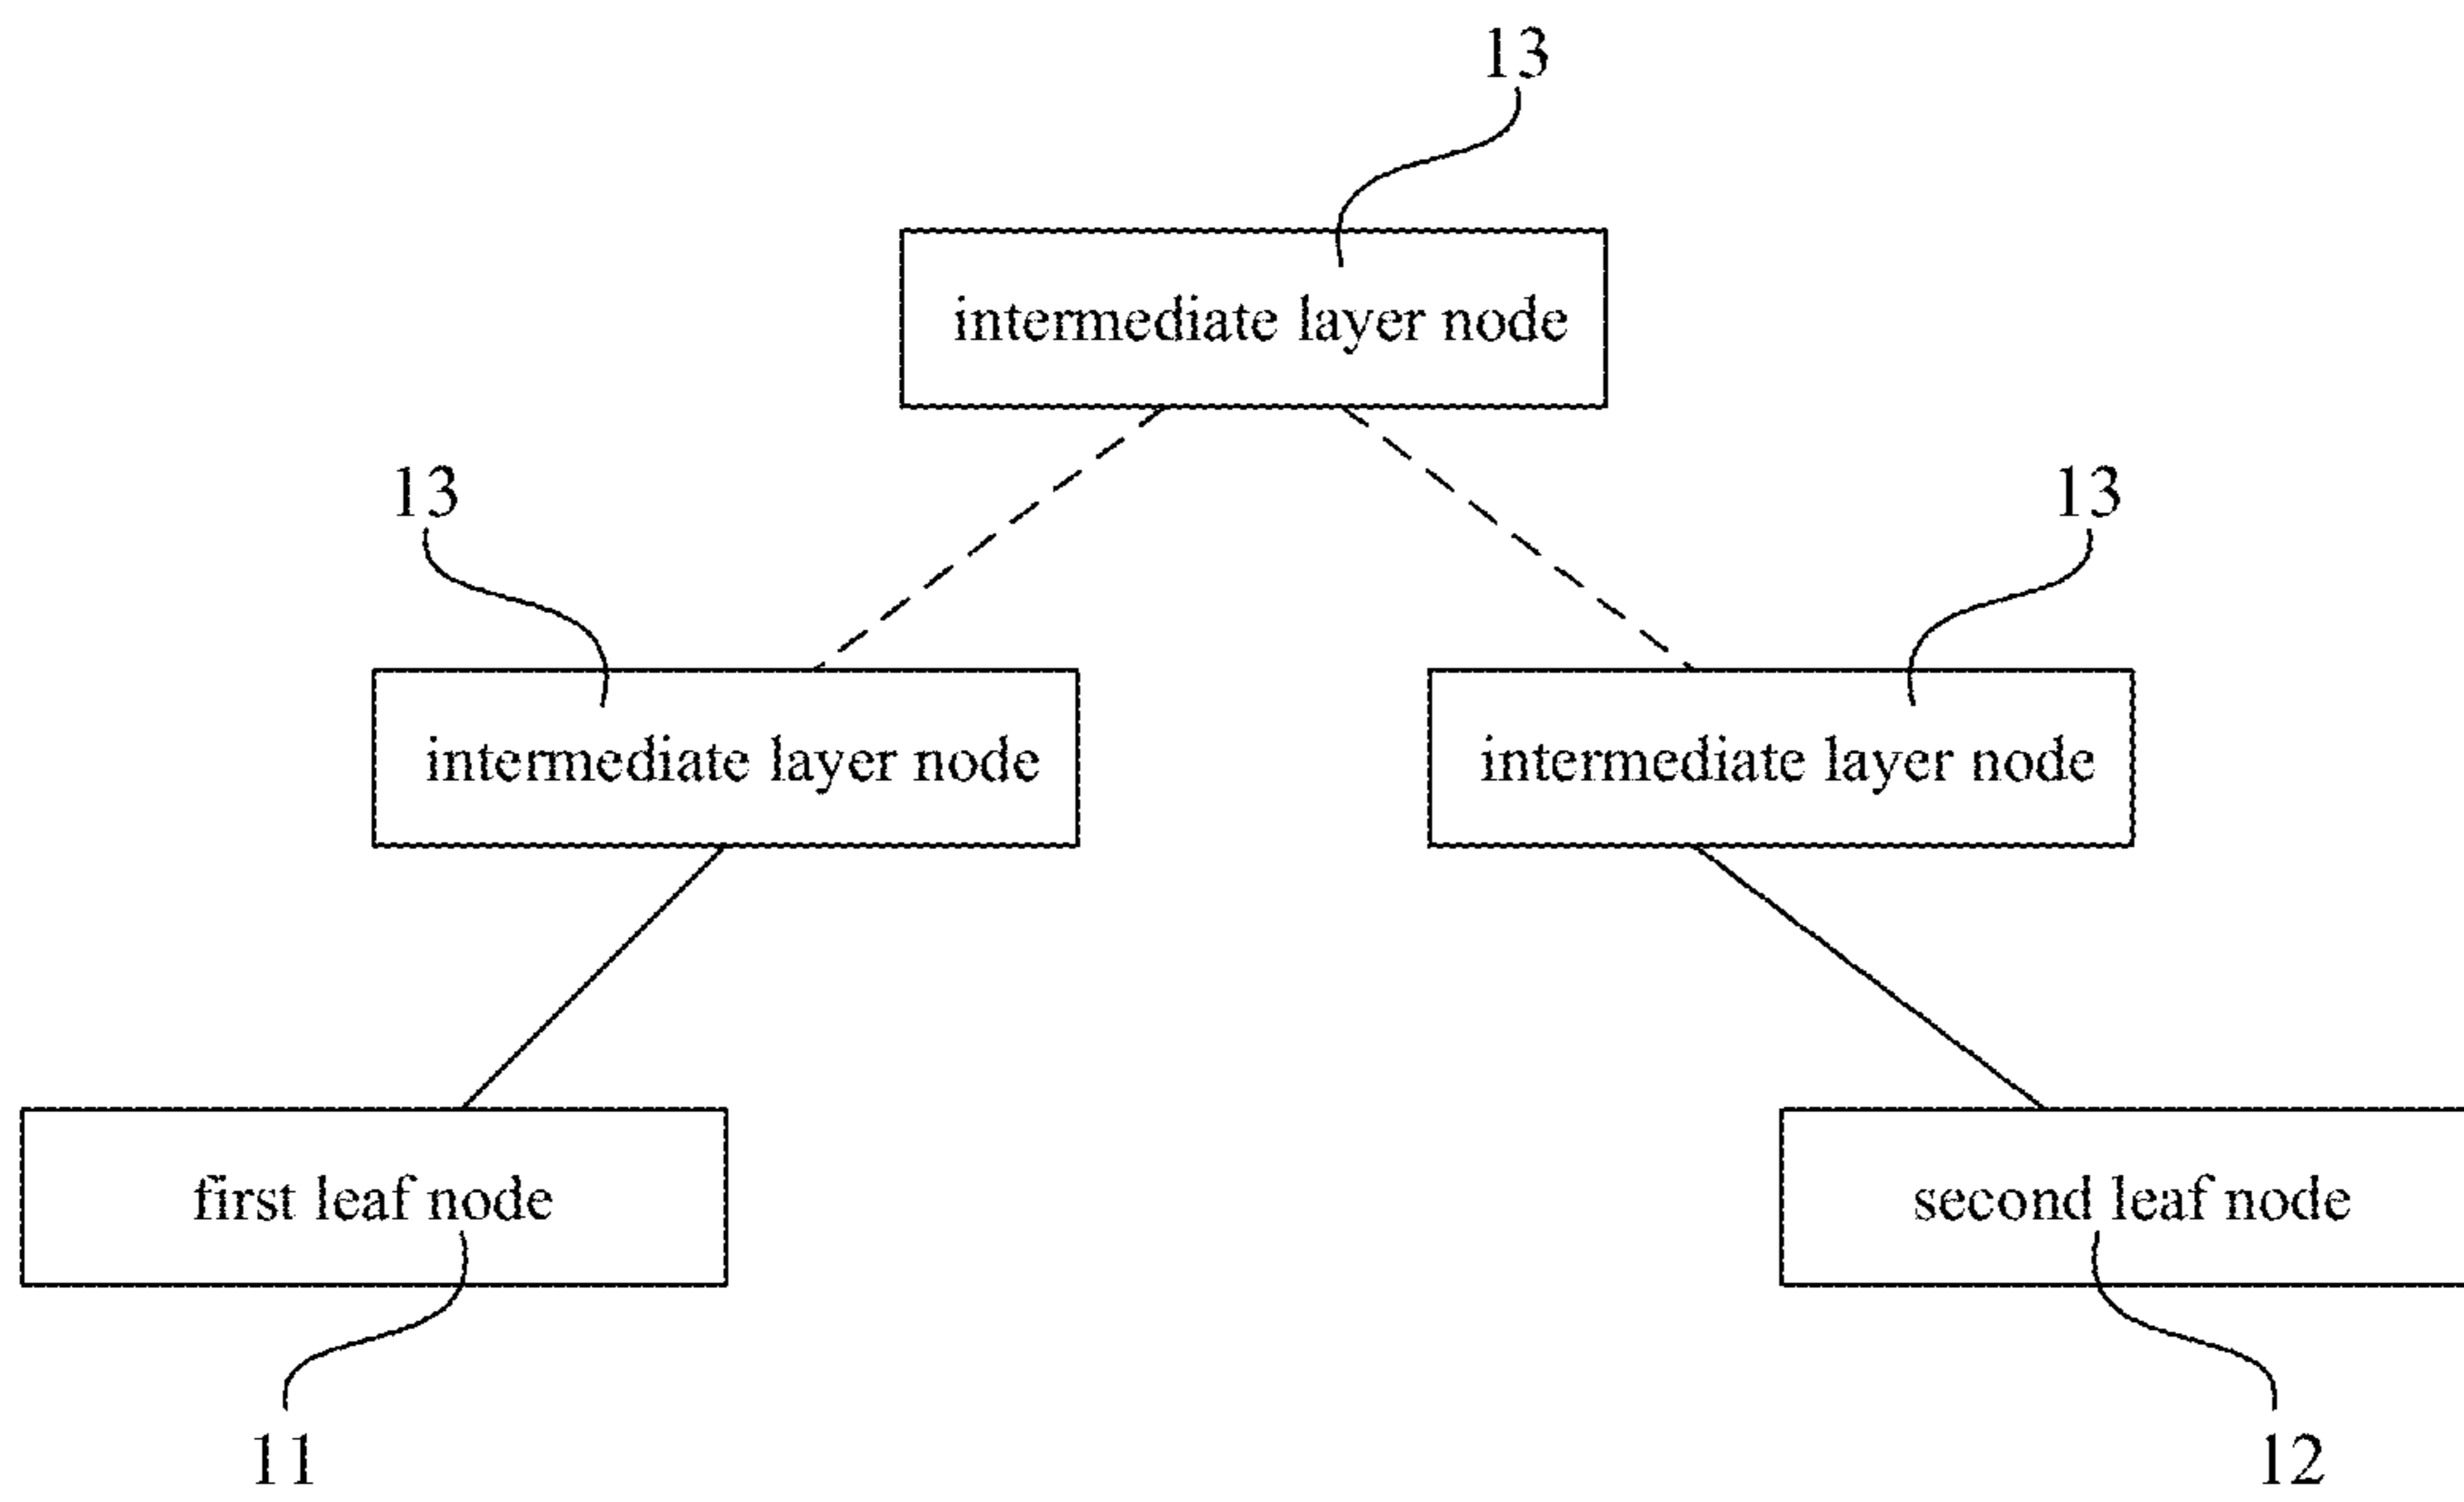 13
intermediate layer node
13
13
intermediate layer node
intermediate layer node
first leaf node
second leaf node
11
12